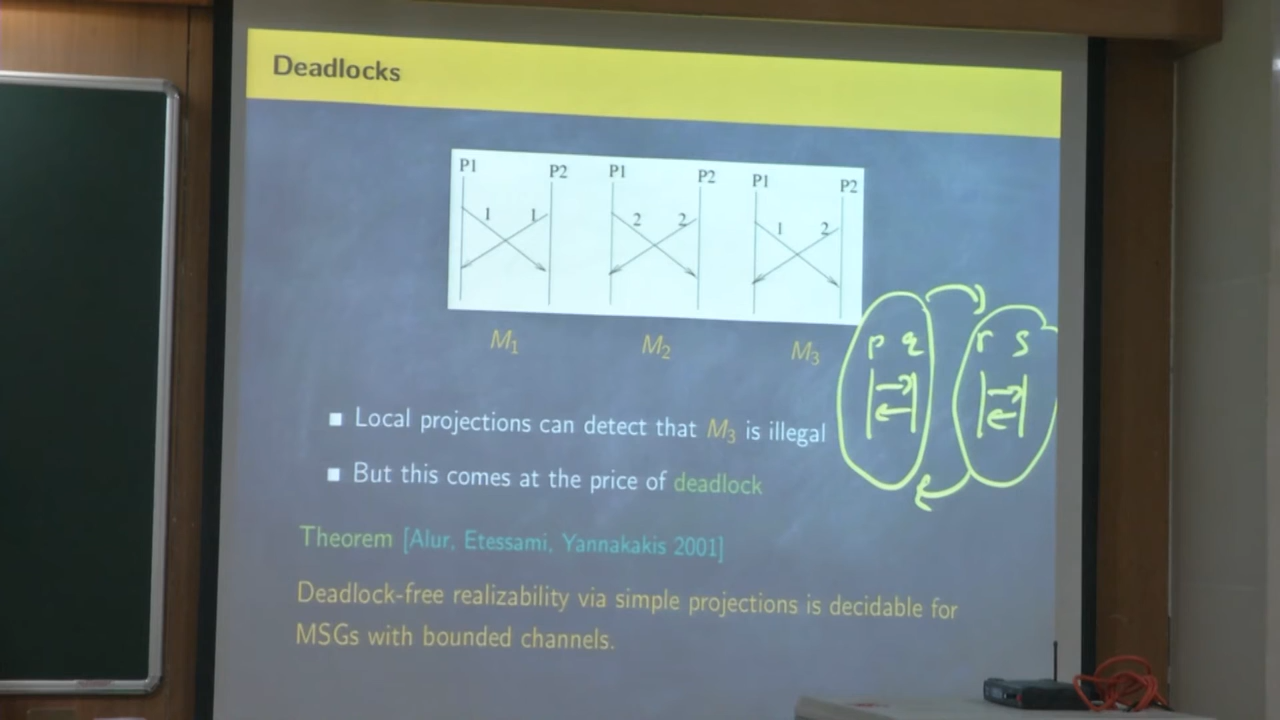 Deadlocks
P1 P2 P1 P2 P1 P2
1 1 2 2 1 2
M1 M2 M3
p q r s
■ Local projections can detect that M3 is illegal
■ But this comes at the price of deadlock
Theorem [Alur, Etessami, Yannakakis 2001]
Deadlock-free realizability via simple projections is decidable for
MSGs with bounded channels.